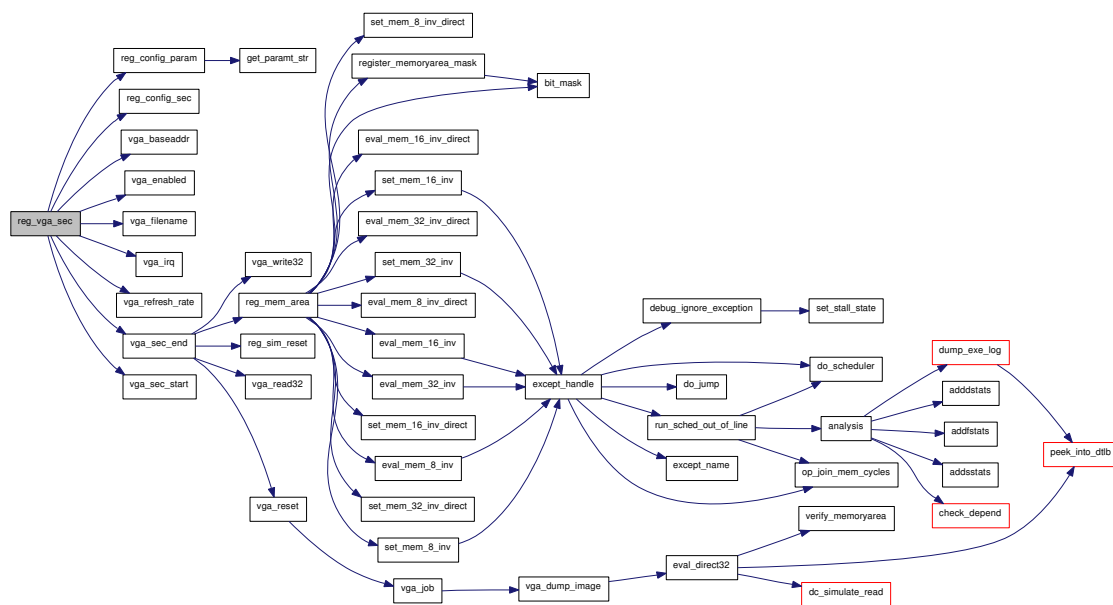 reg_vga_sec
reg_config_param
get_paramt_str
reg_config_sec
vga_baseaddr
vga_enabled
vga_filename
vga_irq
vga_refresh_rate
vga_sec_end
vga_sec_start
vga_write32
reg_mem_area
reg_sim_reset
vga_read32
vga_reset
set_mem_8_inv_direct
register_memoryarea_mask
bit_mask
eval_mem_16_inv_direct
set_mem_16_inv
eval_mem_32_inv_direct
set_mem_32_inv
eval_mem_8_inv_direct
eval_mem_16_inv
eval_mem_32_inv
set_mem_16_inv_direct
eval_mem_8_inv
set_mem_32_inv_direct
set_mem_8_inv
vga_job
except_handle
vga_dump_image
debug_ignore_exception
set_stall_state
do_scheduler
do_jump
run_sched_out_of_line
analysis
except_name
op_join_mem_cycles
dump_exe_log
adddstats
addfstats
addsstats
check_depend
peek_into_dtlb
verify_memoryarea
eval_direct32
dc_simulate_read